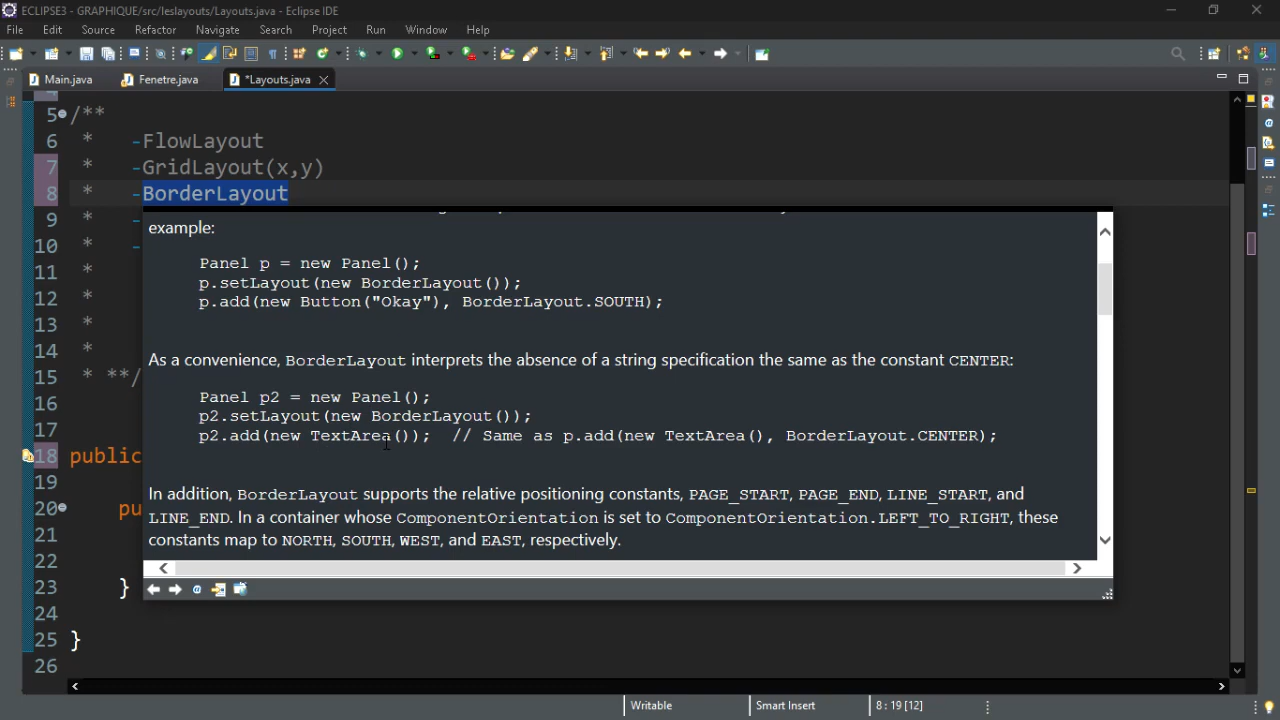 ECLIPSE3 - GRAPHIQUE/src/leslayouts/Layouts.java - Eclipse IDE
File Edit Source Refactor Navigate Search Project Run Window Help
Main.java Fenetre.java *Layouts.java
5 /**
6 * -FlowLayout
7 * -GridLayout(x,y)
8 * -BorderLayout
9 * -
10 * -
11 *
12 *
13 *
14 *
15 * **/
16
17
18 public
19
20 pu
21
22
23 }
24
25 }
26
example:
Panel p = new Panel();
p.setLayout(new BorderLayout());
p.add(new Button("Okay"), BorderLayout.SOUTH);
As a convenience, BorderLayout interprets the absence of a string specification the same as the constant CENTER:
Panel p2 = new Panel();
p2.setLayout(new BorderLayout());
p2.add(new TextArea()); // Same as p.add(new TextArea(), BorderLayout.CENTER);
In addition, BorderLayout supports the relative positioning constants, PAGE_START, PAGE_END, LINE_START, and
LINE_END. In a container whose ComponentOrientation is set to ComponentOrientation.LEFT_TO_RIGHT, these
constants map to NORTH, SOUTH, WEST, and EAST, respectively.
Writable Smart Insert 8 : 19 [12]